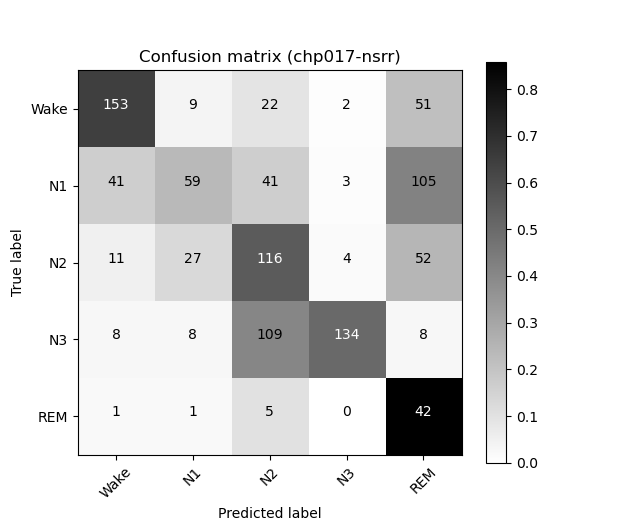 Confusion matrix (chp017-nsrr)
Wake 153 9 22 2 51
N1 41 59 41 3 105
N2 11 27 116 4 52
N3 8 8 109 134 8
REM 1 1 5 0 42
Wake N1 N2 N3 REM
Predicted label
True label
0.8
0.7
0.6
0.5
0.4
0.3
0.2
0.1
0.0